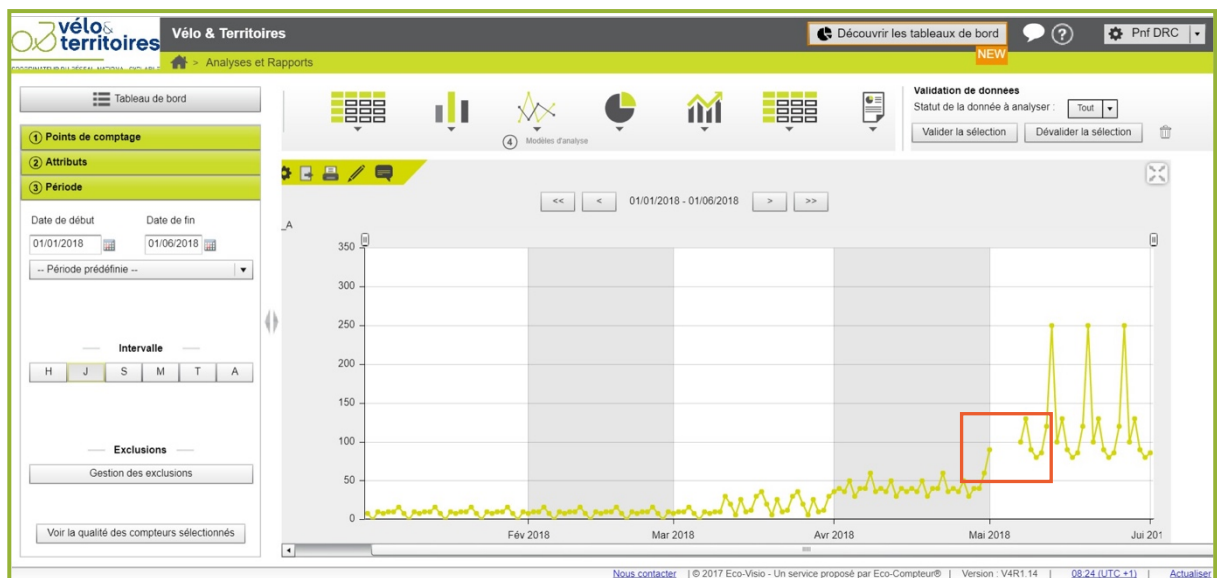 vélo& territoires
Vélo & Territoires
Découvrir les tableaux de bord
NEW
?
Pnf DRC
> Analyses et Rapports
Tableau de bord
1 Points de comptage
2 Attributs
3 Période
Date de début Date de fin
01/01/2018 01/06/2018
-- Période prédéfinie --
Intervalle
H J S M T A
Exclusions
Gestion des exclusions
Voir la qualité des compteurs sélectionnés
4 Modèles d'analyse
Validation de données
Statut de la donnée à analyser : Tout
Valider la sélection Dévalider la sélection
<< < 01/01/2018 - 01/06/2018 > >>
_A
350
300
250
200
150
100
50
0
Fév 2018 Mar 2018 Avr 2018 Mai 2018 Jui 201
Nous contacter | © 2017 Eco-Visio - Un service proposé par Eco-Compteur® | Version : V4R1.14 | 08:24 (UTC +1) | Actualiser